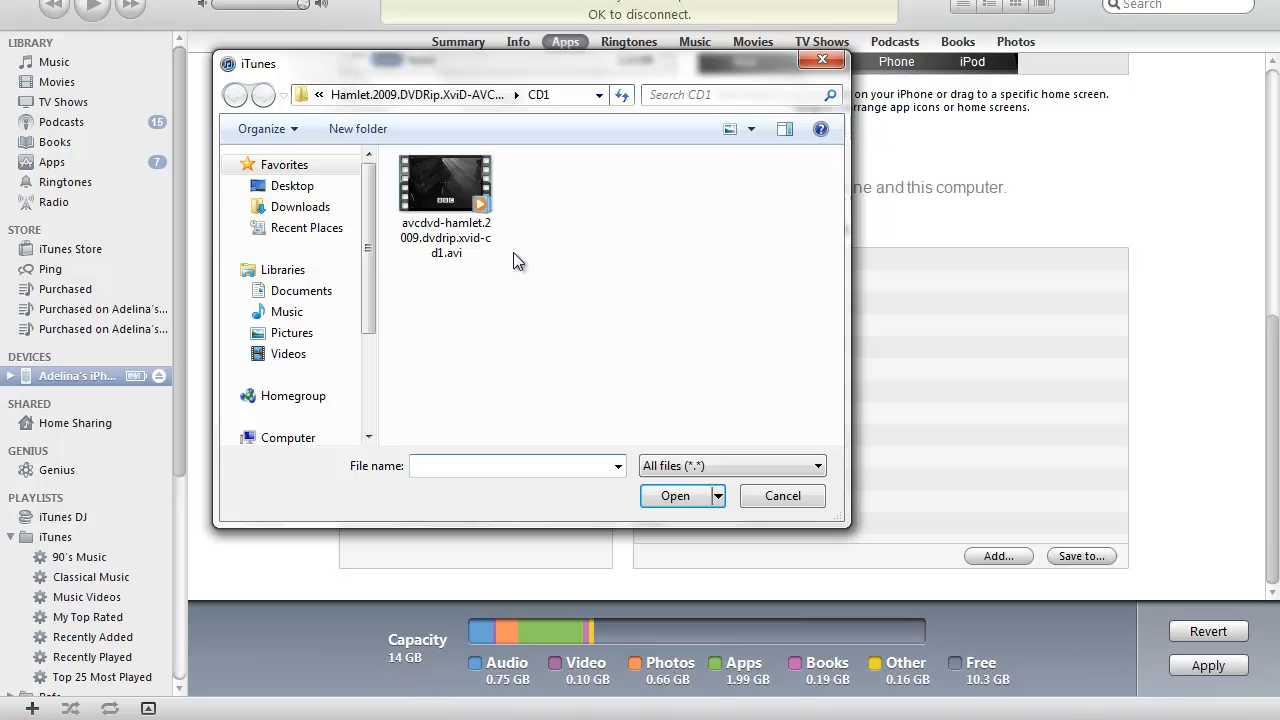 OK to disconnect.
Search
Summary Info Apps Ringtones Music Movies TV Shows Podcasts Books Photos
LIBRARY
Music
Movies
TV Shows
Podcasts 15
Books
Apps 7
Ringtones
Radio
STORE
iTunes Store
Ping
Purchased
Purchased on Adelina's...
Purchased on Adelina's...
DEVICES
Adelina's iPh...
SHARED
Home Sharing
GENIUS
Genius
PLAYLISTS
iTunes DJ
iTunes
90's Music
Classical Music
Music Videos
My Top Rated
Recently Added
Recently Played
Top 25 Most Played
iTunes
« Hamlet.2009.DVDRip.XviD-AVC... CD1
Search CD1
Organize New folder
Favorites
Desktop
Downloads
Recent Places
Libraries
Documents
Music
Pictures
Videos
Homegroup
Computer
BBC
avcdvd-hamlet.2
009.dvdrip.xvid-c
d1.avi
File name:
All files (*.*)
Open Cancel
Phone iPod
on your iPhone or drag to a specific home screen.
arrange app icons or home screens.
ne and this computer.
Add... Save to...
Capacity
14 GB
Audio
0.75 GB
Video
0.10 GB
Photos
0.66 GB
Apps
1.99 GB
Books
0.19 GB
Other
0.16 GB
Free
10.3 GB
Revert
Apply